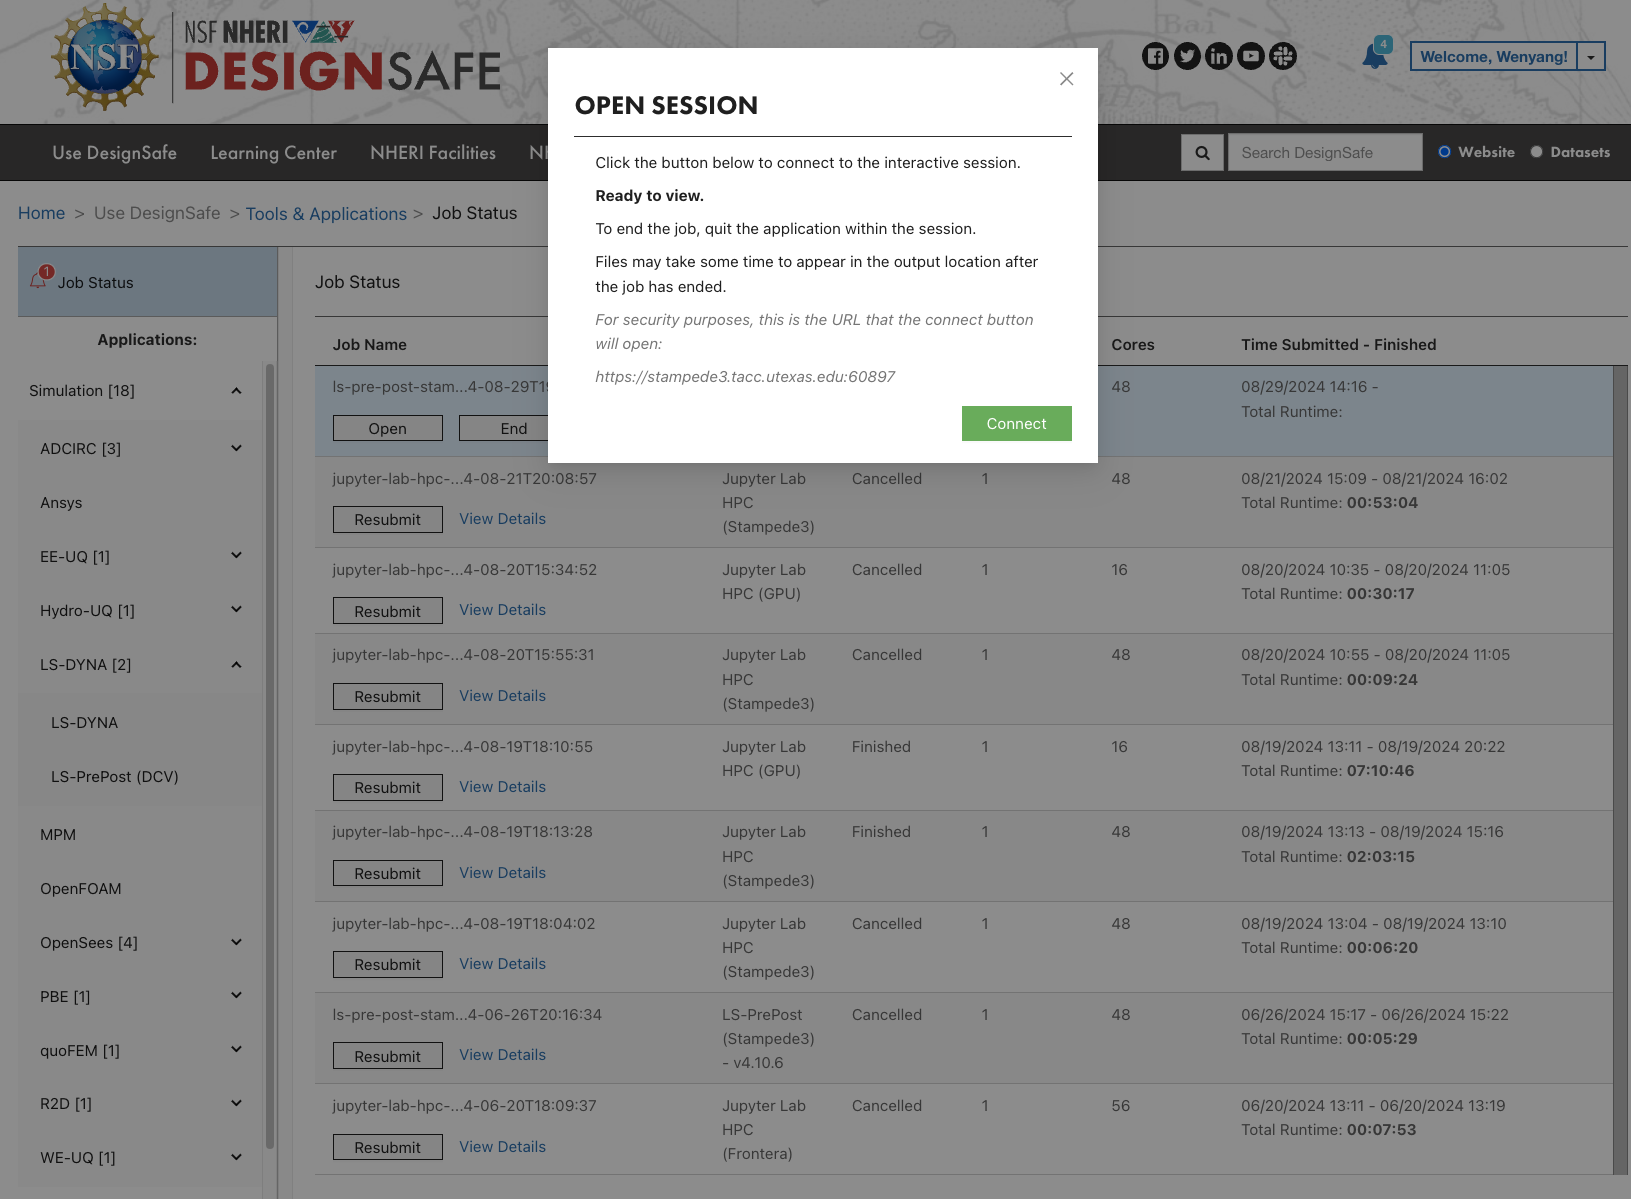 NSF
NSF NHERI
DESIGNSAFE
Bai
4
Welcome, Wenyang!
Use DesignSafe
Learning Center
NHERI Facilities
Search DesignSafe
Website
Datasets
Home > Use DesignSafe > Tools & Applications > Job Status
OPEN SESSION
Click the button below to connect to the interactive session.
Ready to view.
To end the job, quit the application within the session.
Files may take some time to appear in the output location after
the job has ended.
For security purposes, this is the URL that the connect button
will open:
https://stampede3.tacc.utexas.edu:60897
Connect
1
Job Status
Applications:
Simulation [18]
ADCIRC [3]
Ansys
EE-UQ [1]
Hydro-UQ [1]
LS-DYNA [2]
LS-DYNA
LS-PrePost (DCV)
MPM
OpenFOAM
OpenSees [4]
PBE [1]
quoFEM [1]
R2D [1]
WE-UQ [1]
Job Status
Job Name
Cores
Time Submitted - Finished
48
08/29/2024 14:16 -
Total Runtime:
Open
End
jupyter-lab-hpc-...4-08-21T20:08:57
Resubmit
View Details
Jupyter Lab
HPC
(Stampede3)
Cancelled
1
48
08/21/2024 15:09 - 08/21/2024 16:02
Total Runtime: 00:53:04
jupyter-lab-hpc-...4-08-20T15:34:52
Resubmit
View Details
Jupyter Lab
HPC (GPU)
Cancelled
1
16
08/20/2024 10:35 - 08/20/2024 11:05
Total Runtime: 00:30:17
jupyter-lab-hpc-...4-08-20T15:55:31
Resubmit
View Details
Jupyter Lab
HPC
(Stampede3)
Cancelled
1
48
08/20/2024 10:55 - 08/20/2024 11:05
Total Runtime: 00:09:24
jupyter-lab-hpc-...4-08-19T18:10:55
Resubmit
View Details
Jupyter Lab
HPC (GPU)
Finished
1
16
08/19/2024 13:11 - 08/19/2024 20:22
Total Runtime: 07:10:46
jupyter-lab-hpc-...4-08-19T18:13:28
Resubmit
View Details
Jupyter Lab
HPC
(Stampede3)
Finished
1
48
08/19/2024 13:13 - 08/19/2024 15:16
Total Runtime: 02:03:15
jupyter-lab-hpc-...4-08-19T18:04:02
Resubmit
View Details
Jupyter Lab
HPC
(Stampede3)
Cancelled
1
48
08/19/2024 13:04 - 08/19/2024 13:10
Total Runtime: 00:06:20
ls-pre-post-stam...4-06-26T20:16:34
Resubmit
View Details
LS-PrePost
(Stampede3)
- v4.10.6
Cancelled
1
48
06/26/2024 15:17 - 06/26/2024 15:22
Total Runtime: 00:05:29
jupyter-lab-hpc-...4-06-20T18:09:37
Resubmit
View Details
Jupyter Lab
HPC
(Frontera)
Cancelled
1
56
06/20/2024 13:11 - 06/20/2024 13:19
Total Runtime: 00:07:53